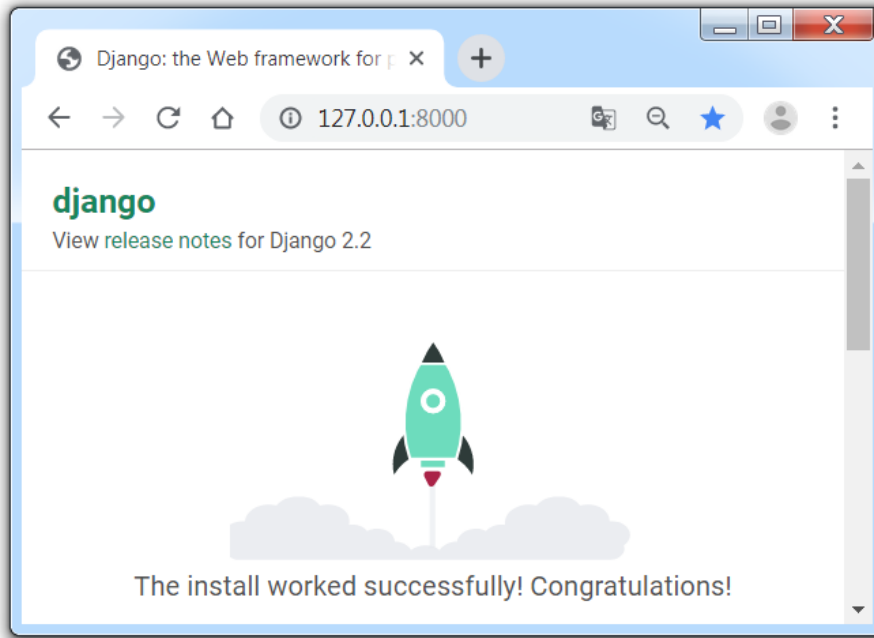 Django: the Web framework for p
127.0.0.1:8000
django
View release notes for Django 2.2
The install worked successfully! Congratulations!